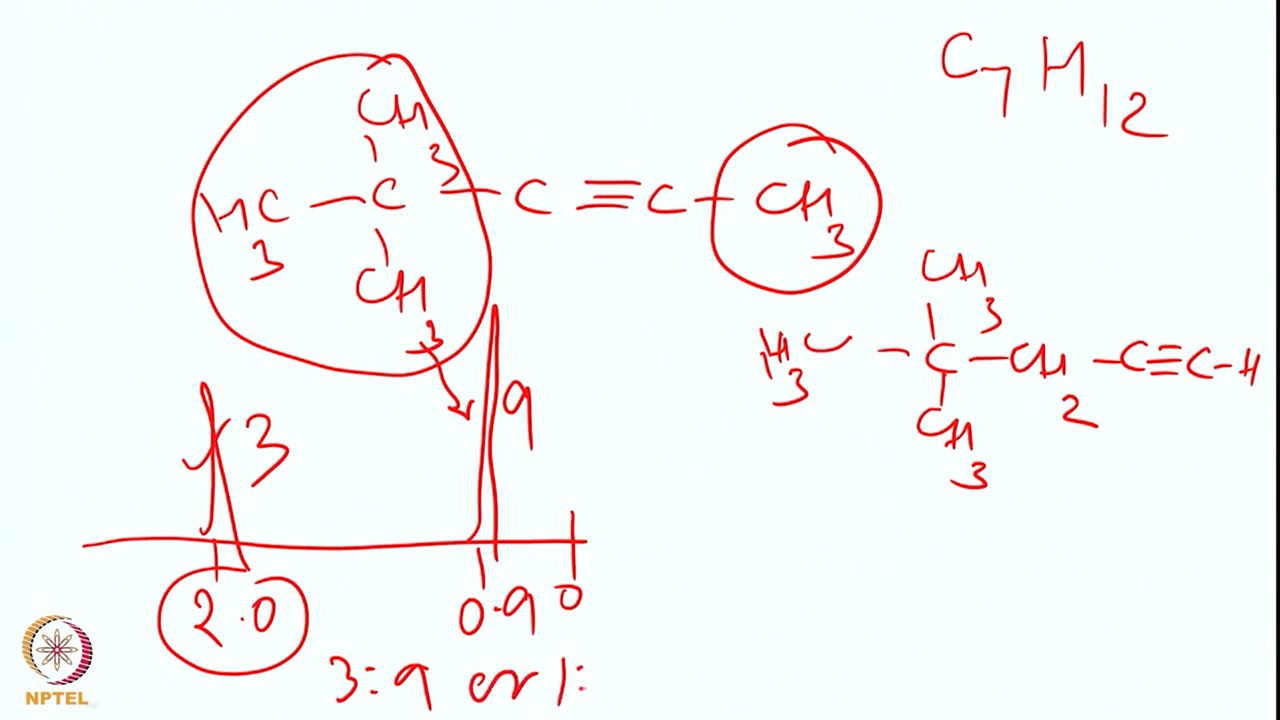 C7H12
CH3
H3C – C – C ≡ C – CH3
CH3
CH3
H3C – C – CH2 – C≡C–H
CH3
3
9
2.0
0.9
0
3:9 or 1:
NPTEL